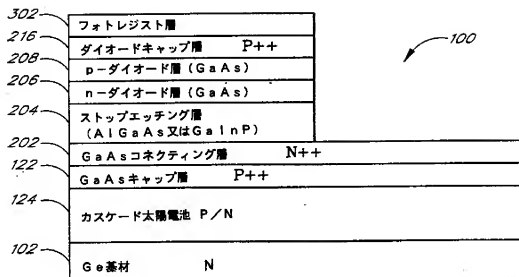 302 フォトレジスト層
216 ダイオードキャップ層 P++
208 p-ダイオード層 (GaAs)
206 n-ダイオード層 (GaAs)
204 ストップエッチング層
(AlGaAs又はGaInP)
202 GaAsコネクティング層 N++
122 GaAsキャップ層 P++
124 カスケード太陽電池 P/N
102 Ge基材 N
100